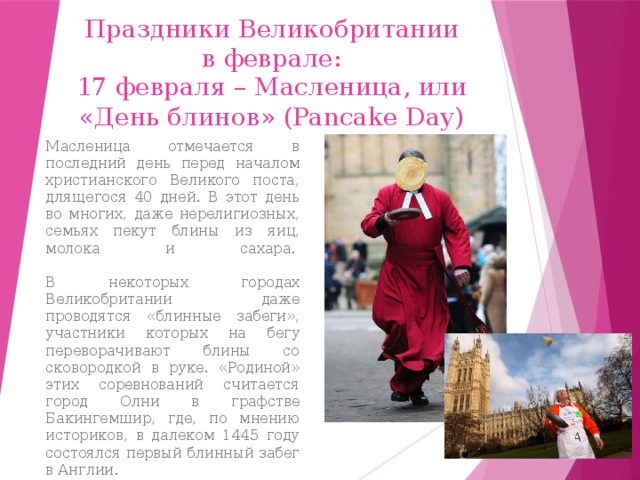 Праздники Великобритании
в феврале:
17 февраля – Масленица, или
«День блинов» (Pancake Day)
Масленица отмечается в
последний день перед началом
христианского Великого поста,
длящегося 40 дней. В этот день
во многих, даже нерелигиозных,
семьях пекут блины из яиц,
молока и сахара.
В некоторых городах
Великобритании даже
проводятся «блинные забеги»,
участники которых на бегу
переворачивают блины со
сковородкой в руке. «Родиной»
этих соревнований считается
город Олни в графстве
Бакингемшир, где, по мнению
историков, в далеком 1445 году
состоялся первый блинный забег
в Англии.
4